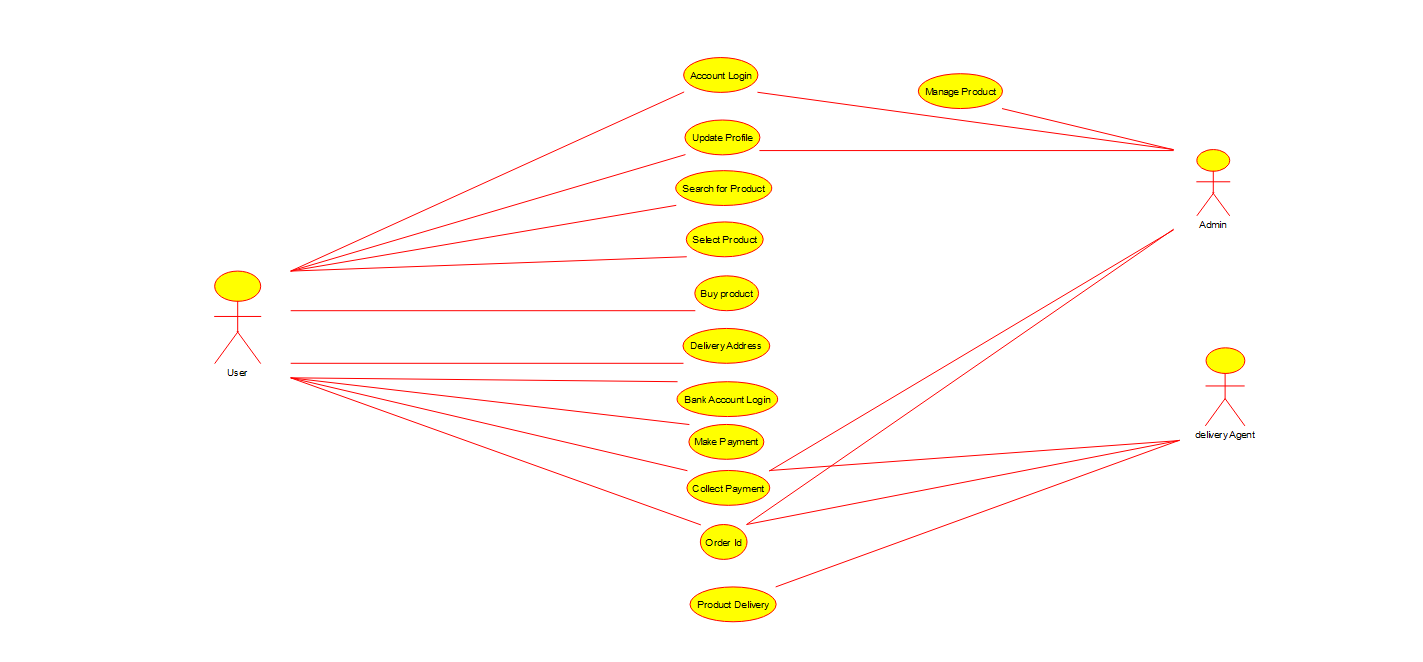 Account Login
Manage Product
Update Profile
Search for Product
Admin
Select Product
Buy product
User
Delivery Address
Bank Account Login
delivery Agent
Make Payment
Collect Payment
Order Id
Product Delivery